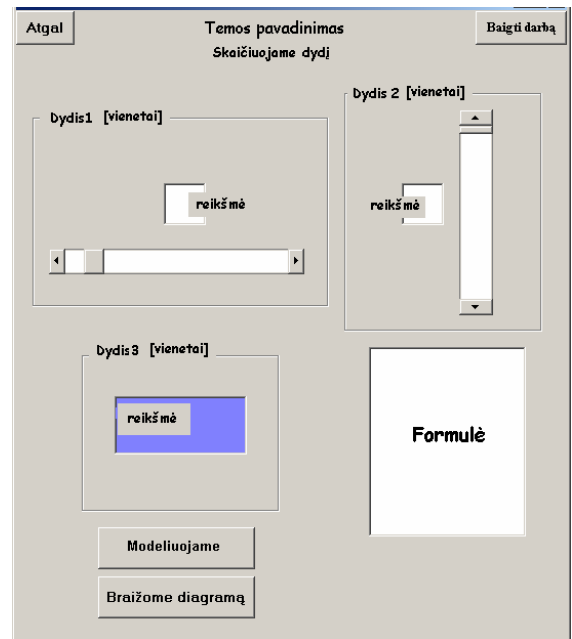 Atgal
Temos pavadinimas
Baigti darbą
Skaičiuojame dydį
Dydis1 [vienetai]
Dydis 2 [vienetai]
reikšmė
reikšmė
Dydis3 [vienetai]
reikšmė
Formulė
Modeliuojame
Braižome diagramą